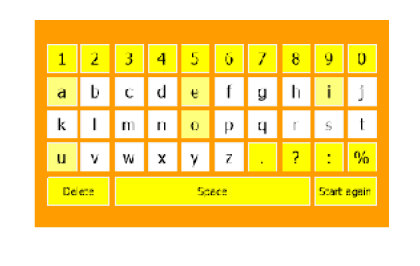 1 2 3 4 5 6 7 8 9 0
a b c d e f g h i j
k l m n o p q r s t
u v w x y z . ? : %
Delete Space Start again